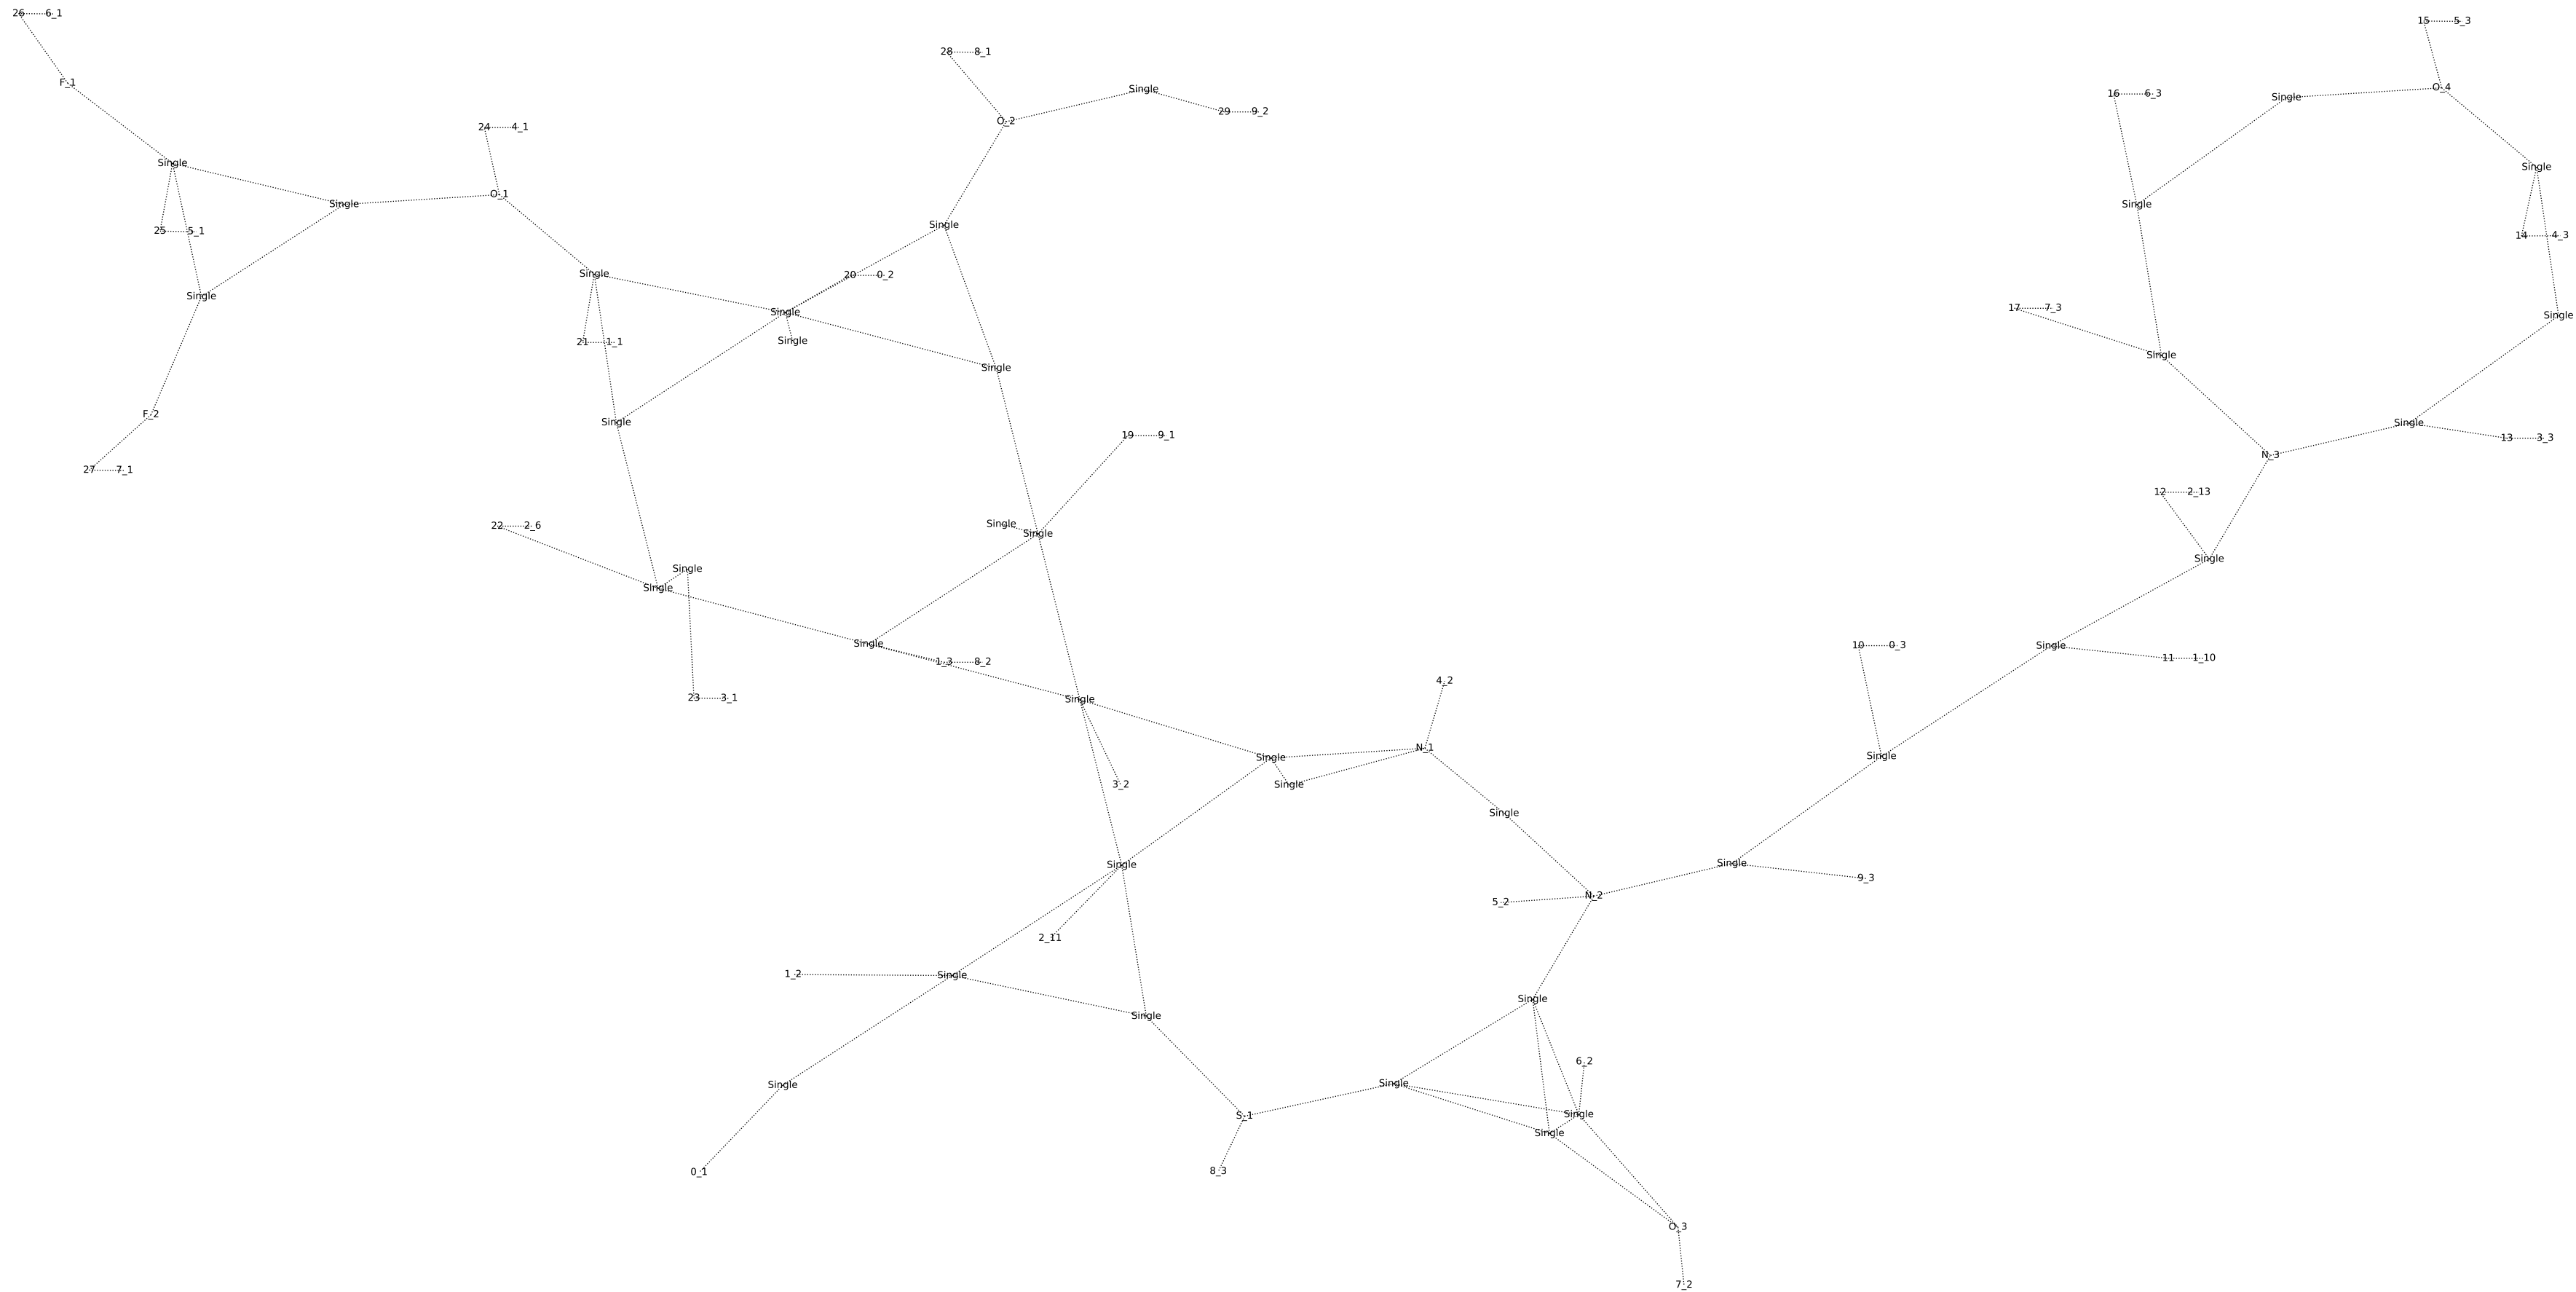 26 6_1
15 5_3
28 8_1
F_1
Single
O_4
16 6_3
Single
29 9_2
O_2
24 4_1
Single
Single
O_1
Single
Single
Single
25 5_1
14 4_3
Single
20 0_2
Single
Single
17 7_3
Single
Single
Single
21 1_1
Single
Single
F_2
Single
Single
19 9_1
13 3_3
N_3
27 7_1
12 2_13
22 2_6
Single
Single
Single
Single
Single
Single
10 0_3
Single
11 1_10
1_3 8_2
4_2
23 3_1
Single
N_1
Single
Single
3_2
Single
Single
Single
Single
9_3
N_2
5_2
2_11
1_2
Single
Single
Single
6_2
Single
Single
Single
S_1
Single
0_1
8_3
O_3
7_2